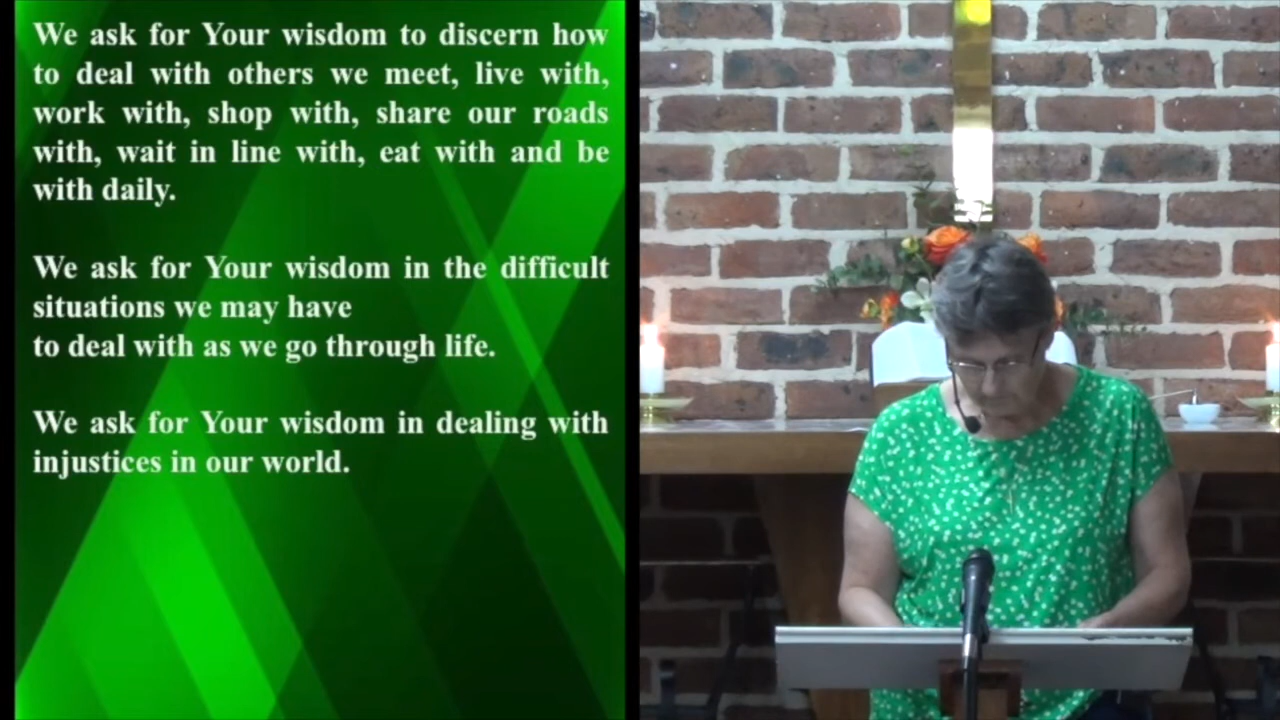 We ask for Your wisdom to discern how
to deal with others we meet, live with,
work with, shop with, share our roads
with, wait in line with, eat with and be
with daily.
We ask for Your wisdom in the difficult
situations we may have
to deal with as we go through life.
We ask for Your wisdom in dealing with
injustices in our world.